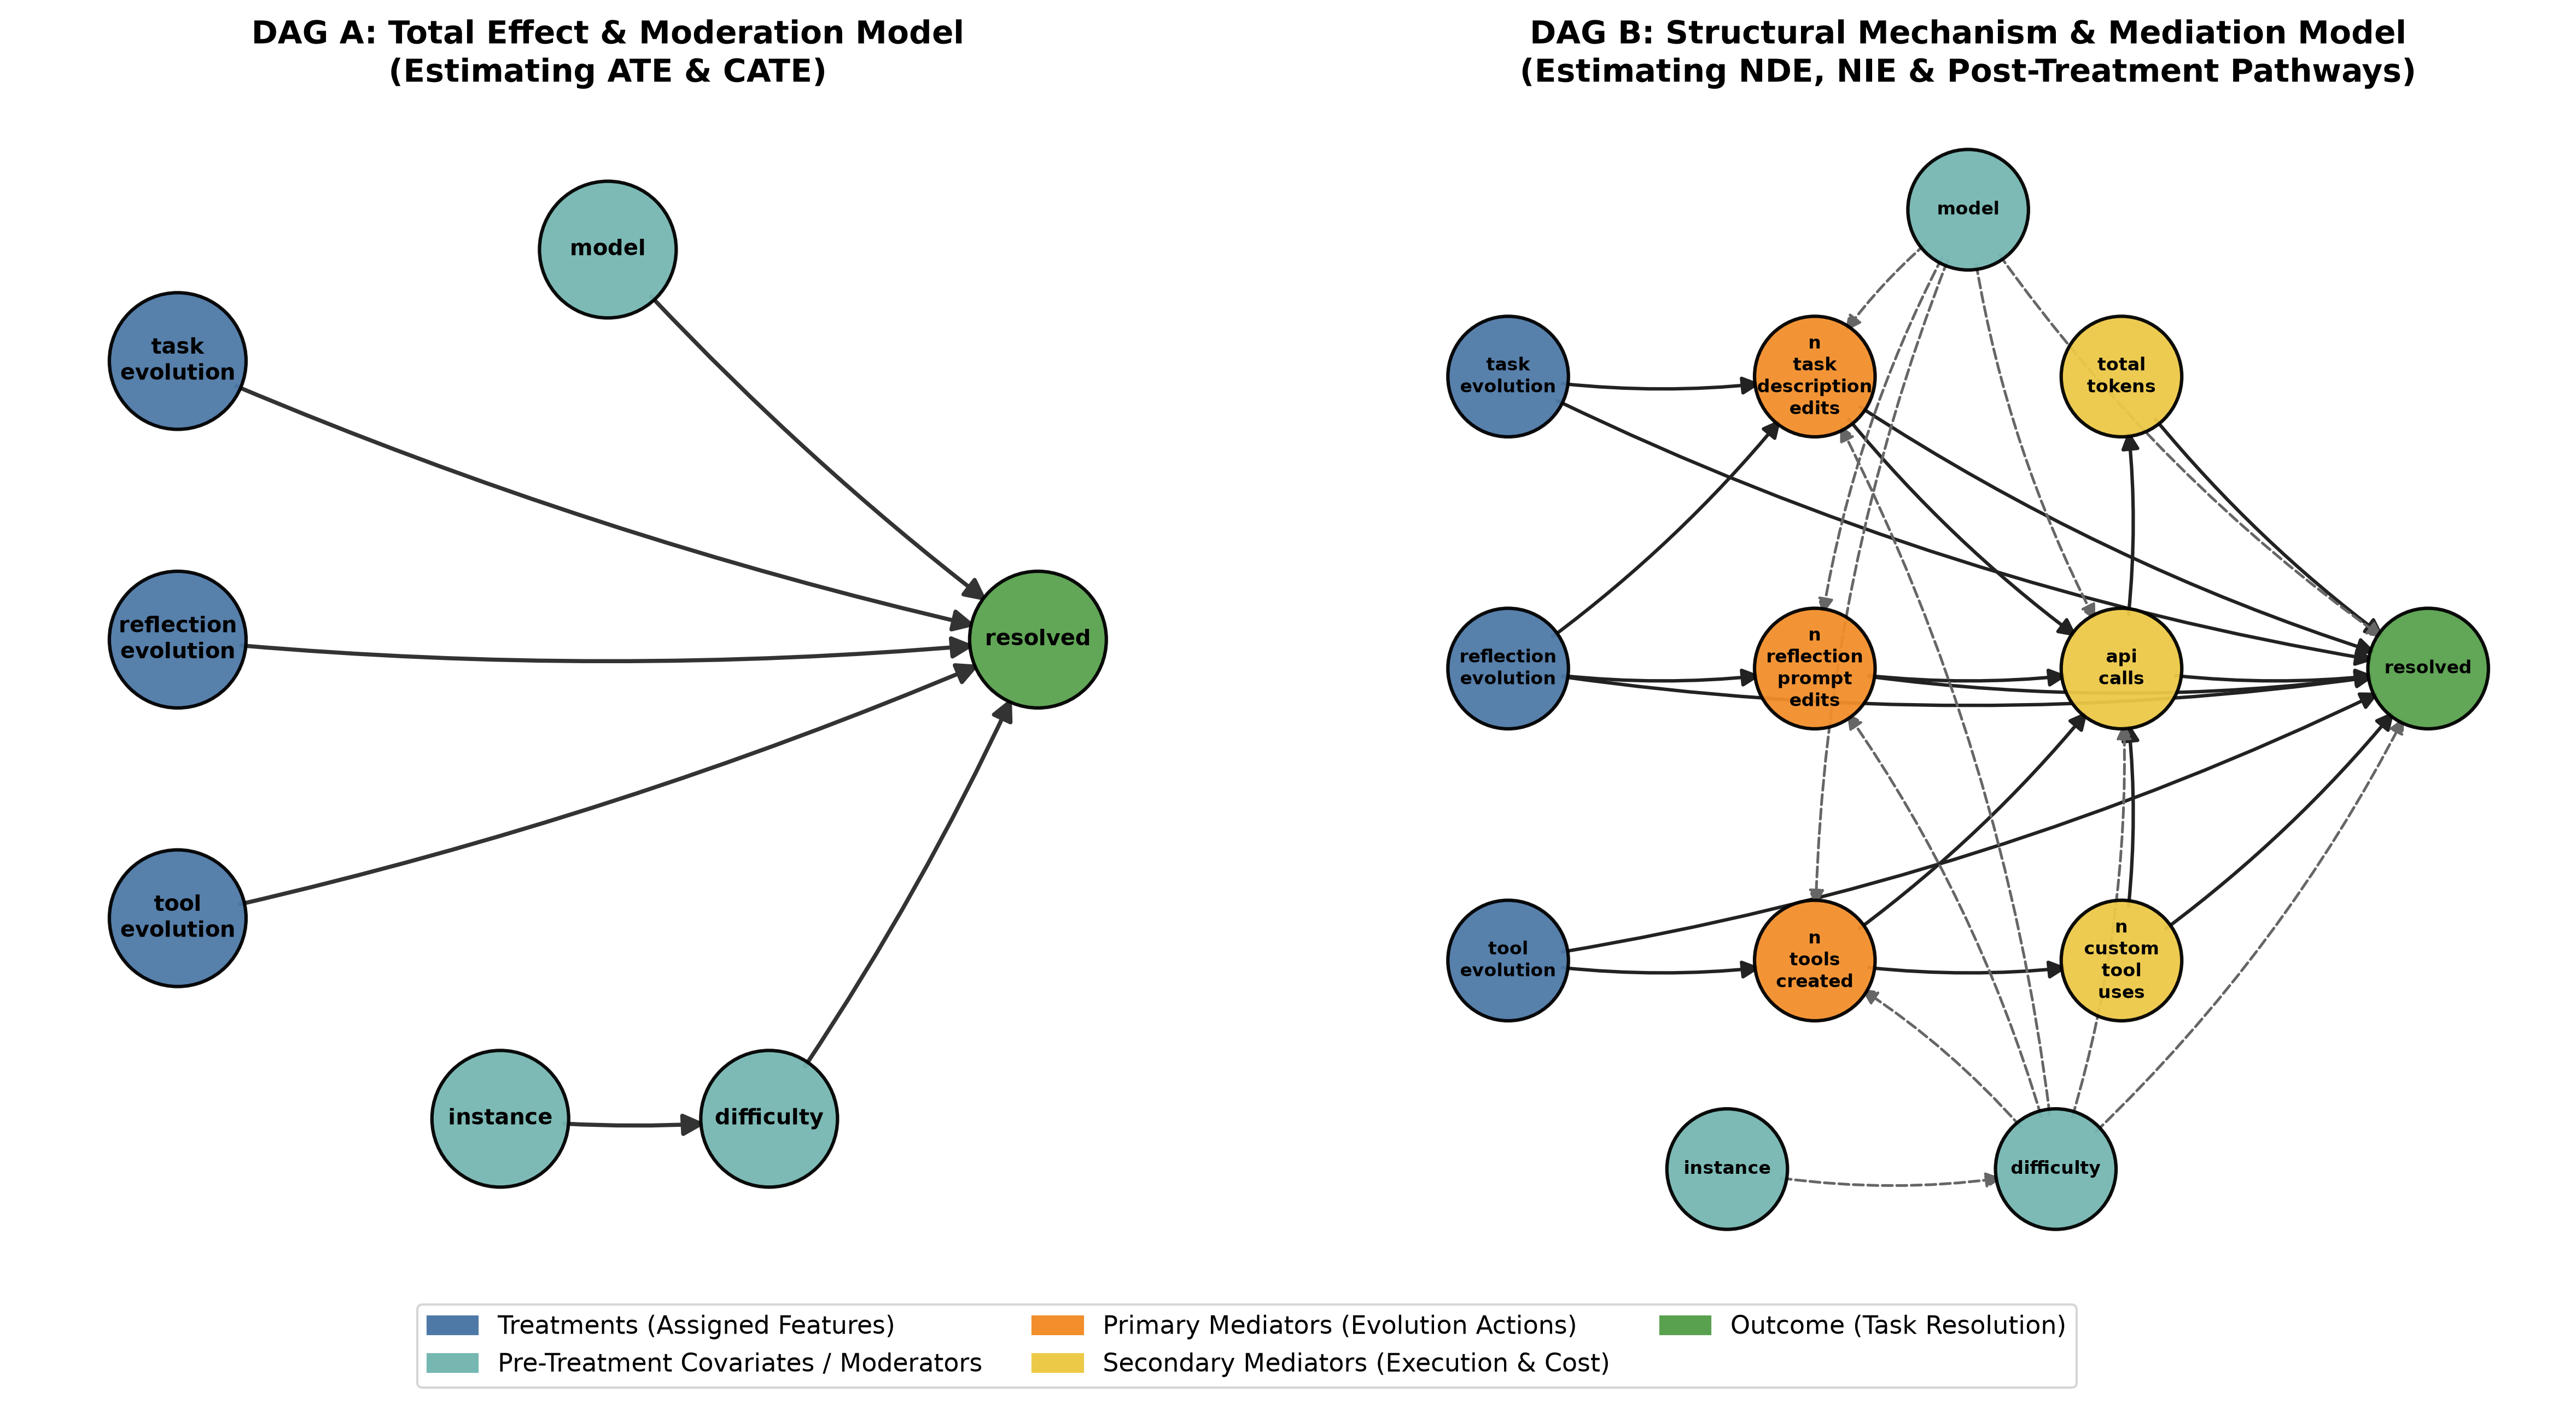 DAG A: Total Effect & Moderation Model
(Estimating ATE & CATE)
model
task
evolution
reflection
evolution
resolved
tool
evolution
instance
difficulty
DAG B: Structural Mechanism & Mediation Model
(Estimating NDE, NIE & Post-Treatment Pathways)
model
task
evolution
n
task
description
edits
total
tokens
reflection
evolution
n
reflection
prompt
edits
api
calls
resolved
tool
evolution
n
tools
created
n
custom
tool
uses
instance
difficulty
Treatments (Assigned Features)
Pre-Treatment Covariates / Moderators
Primary Mediators (Evolution Actions)
Secondary Mediators (Execution & Cost)
Outcome (Task Resolution)